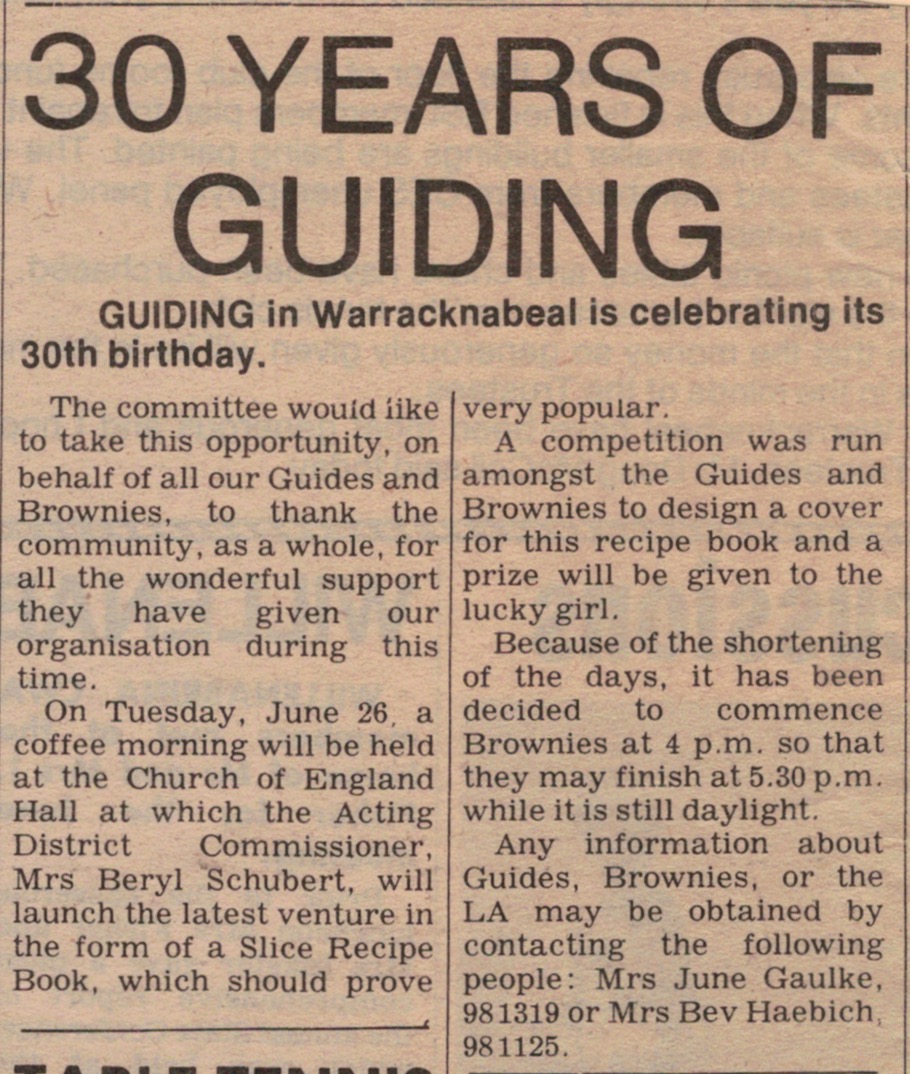 30 YEARS OF
GUIDING
GUIDING in Warracknabeal is celebrating its
30th birthday.
The committee would like
to take this opportunity, on
behalf of all our Guides and
Brownies, to thank the
community, as a whole, for
all the wonderful support
they have given our
organisation during this
time.
On Tuesday, June 26, a
coffee morning will be held
at the Church of England
Hall at which the Acting
District Commissioner,
Mrs Beryl Schubert, will
launch the latest venture in
the form of a Slice Recipe
Book, which should prove
very popular.
A competition was run
amongst the Guides and
Brownies to design a cover
for this recipe book and a
prize will be given to the
lucky girl.
Because of the shortening
of the days, it has been
decided to commence
Brownies at 4 p.m. so that
they may finish at 5.30 p.m.
while it is still daylight.
Any information about
Guides, Brownies, or the
LA may be obtained by
contacting the following
people: Mrs June Gaulke,
981319 or Mrs Bev Haebich,
981125.
TABLE TENNIS